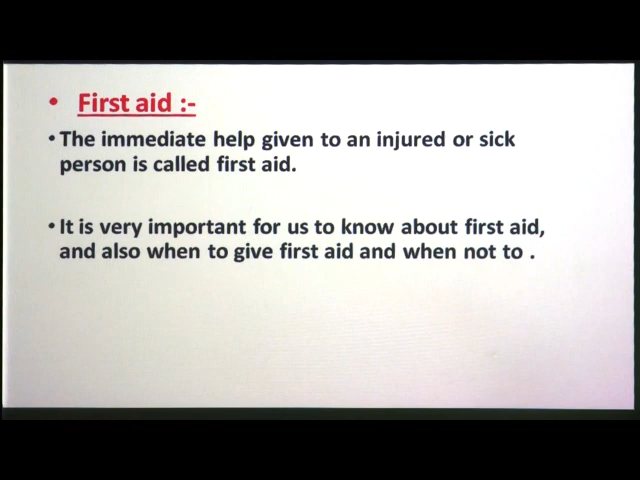 • First aid :-
• The immediate help given to an injured or sick
person is called first aid.
• It is very important for us to know about first aid,
and also when to give first aid and when not to .